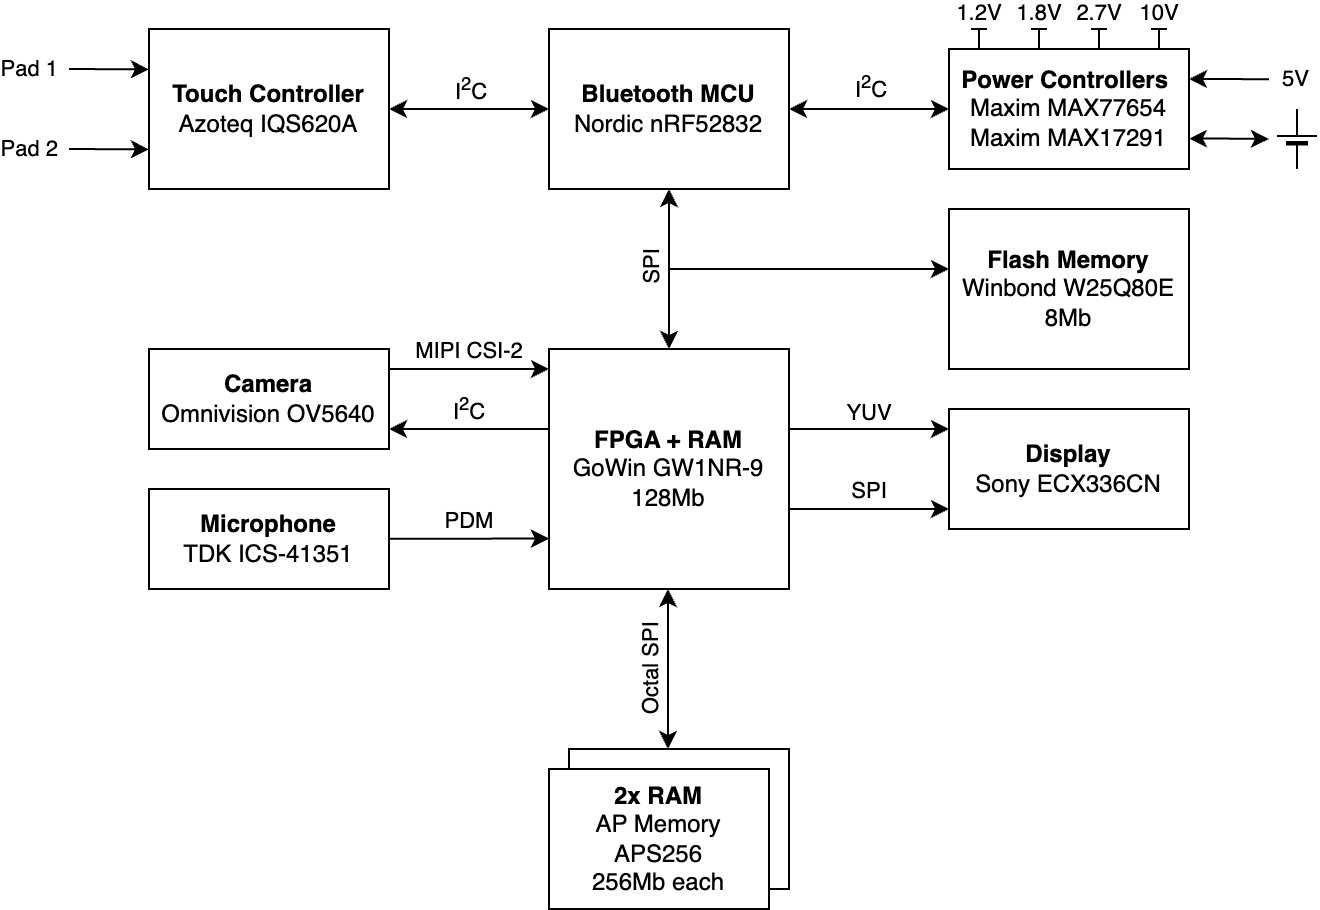 1.2V 1.8V 2.7V 10V
Pad 1
Pad 2
Touch Controller
Azoteq IQS620A
I²C
Bluetooth MCU
Nordic nRF52832
I²C
Power Controllers
Maxim MAX77654
Maxim MAX17291
5V
SPI
Flash Memory
Winbond W25Q80E
8Mb
Camera
Omnivision OV5640
MIPI CSI-2
I²C
Microphone
TDK ICS-41351
PDM
FPGA + RAM
GoWin GW1NR-9
128Mb
YUV
SPI
Display
Sony ECX336CN
Octal SPI
2x RAM
AP Memory
APS256
256Mb each